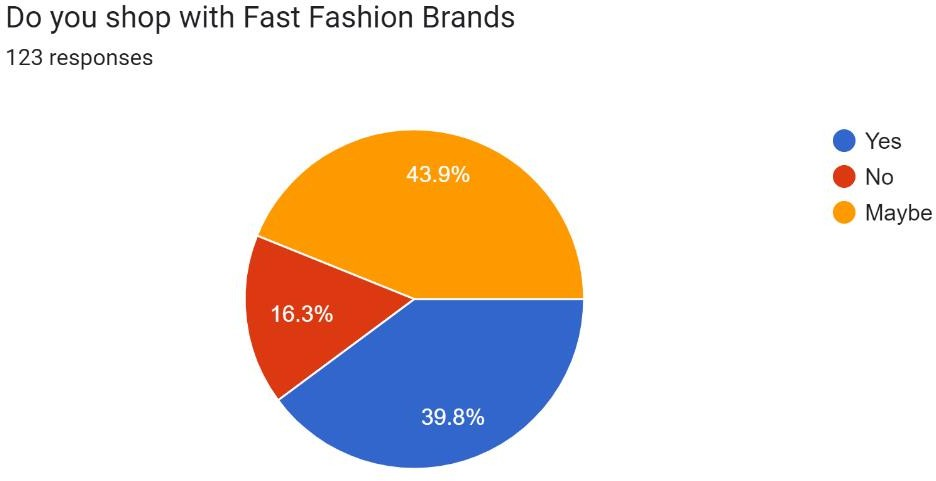 Do you shop with Fast Fashion Brands
123 responses
43.9%
16.3%
39.8%
Yes
No
Maybe